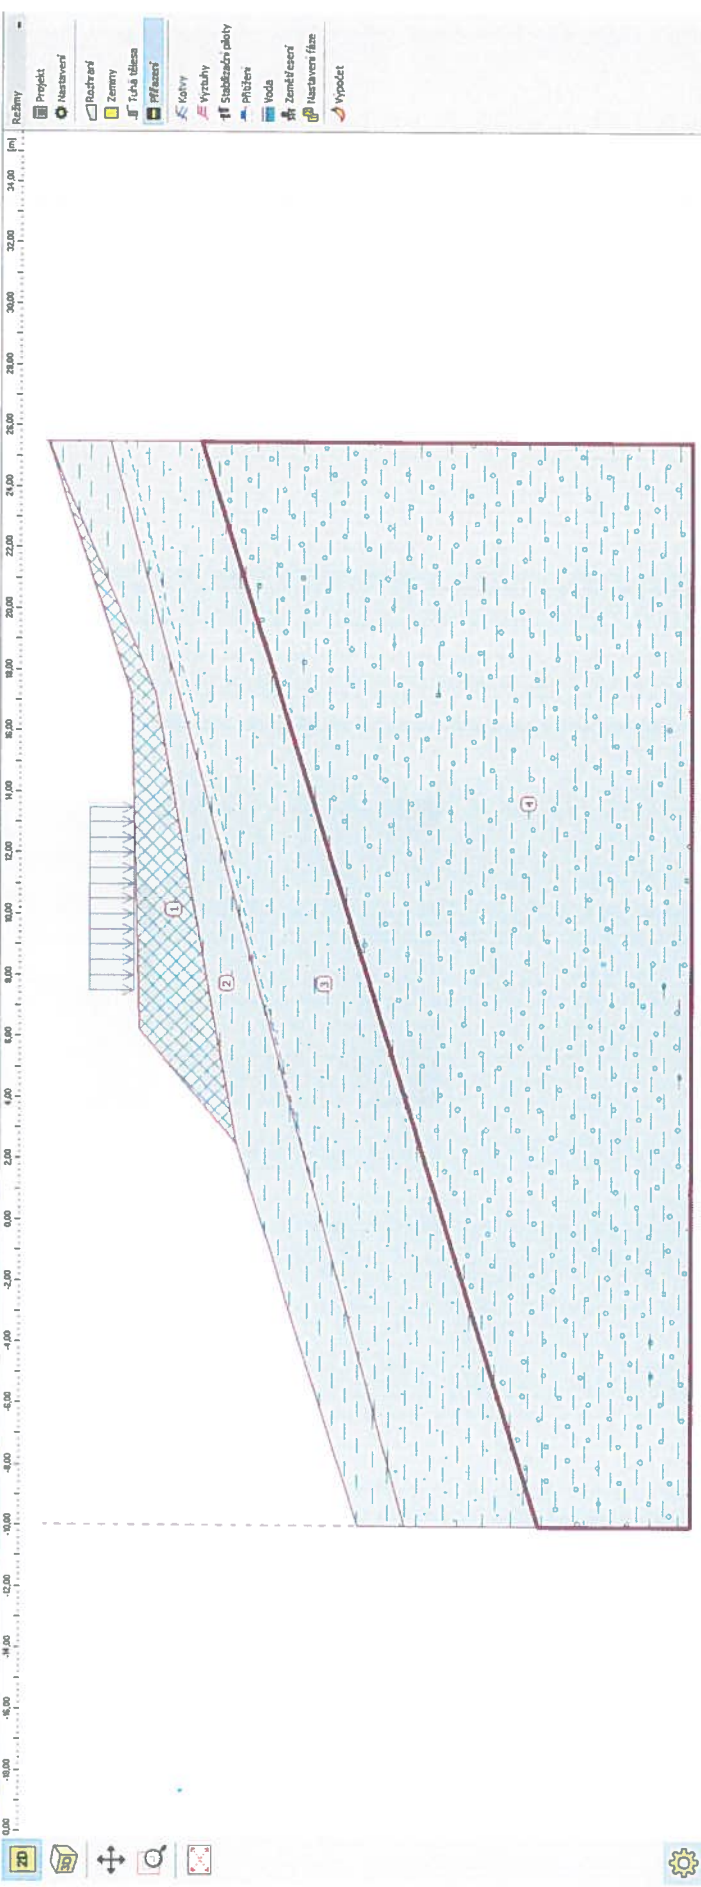 Režimy
Projekt
Nastavení
Rozhraní
Zeminy
Tuhá tělesa
Přiřazení
Kotvy
Výztuhy
Stabilizační piloty
Přitížení
Voda
Zemětřesení
Nastavení fáze
Výpočet
0,00 -18,00 -16,00 -14,00 -12,00 -10,00 -8,00 -6,00 -4,00 -2,00 0,00 2,00 4,00 6,00 8,00 10,00 12,00 14,00 16,00 18,00 20,00 22,00 24,00 26,00 28,00 30,00 32,00 34,00 [m]
2D
3D
1
2
3
4